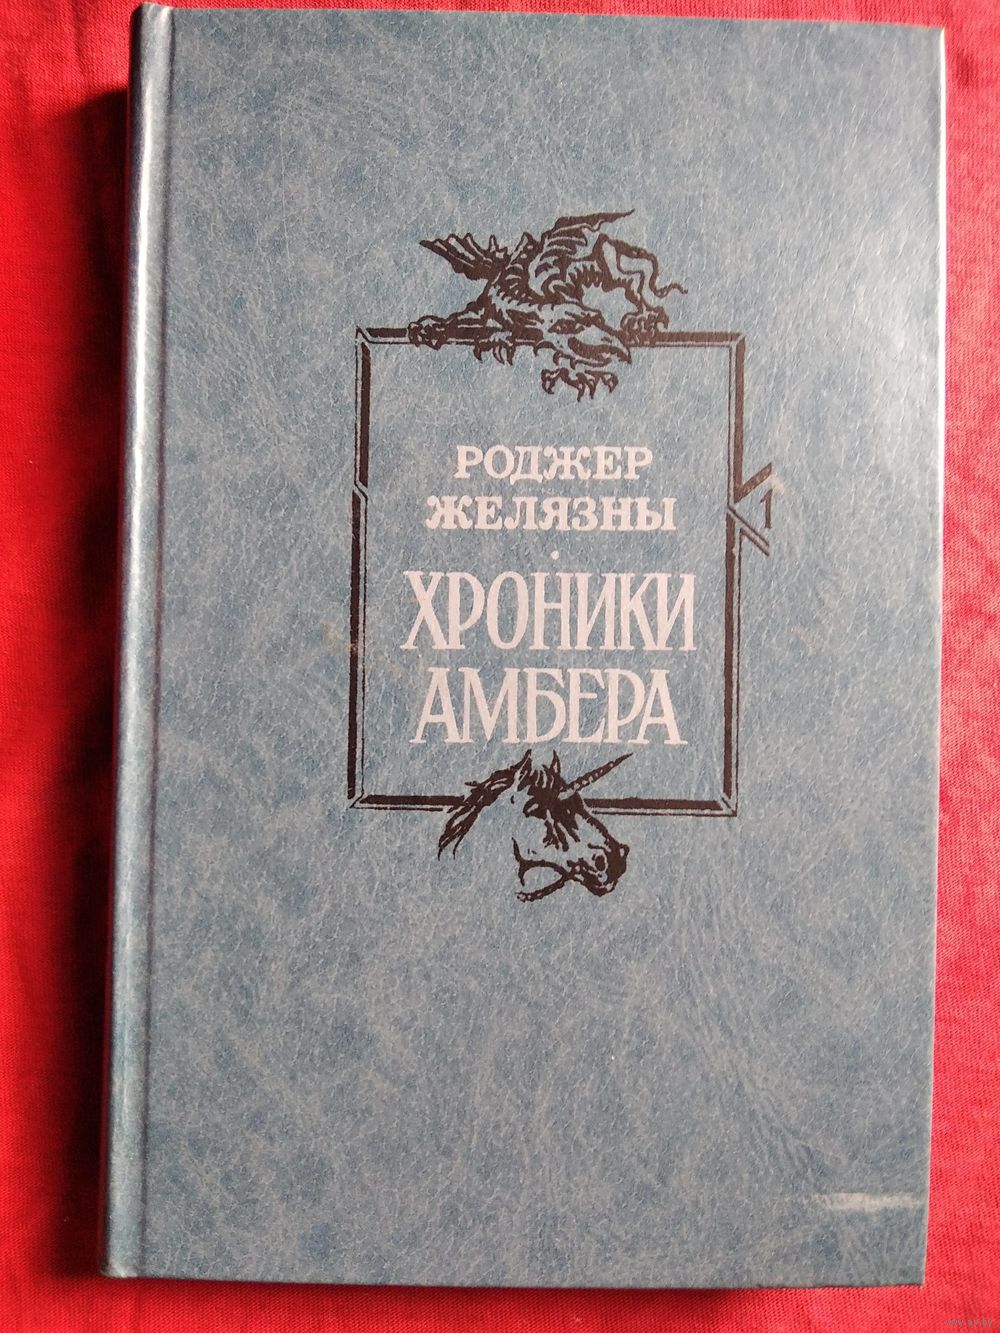 РОДЖЕР
ЖЕЛЯЗНЫ
·
ХРОНИКИ
АМБЕРА
1